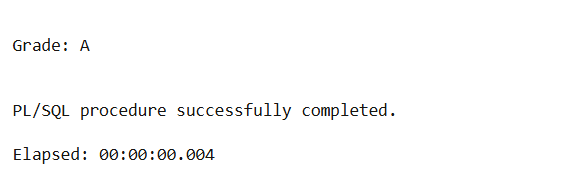 Grade: A
PL/SQL procedure successfully completed.
Elapsed: 00:00:00.004